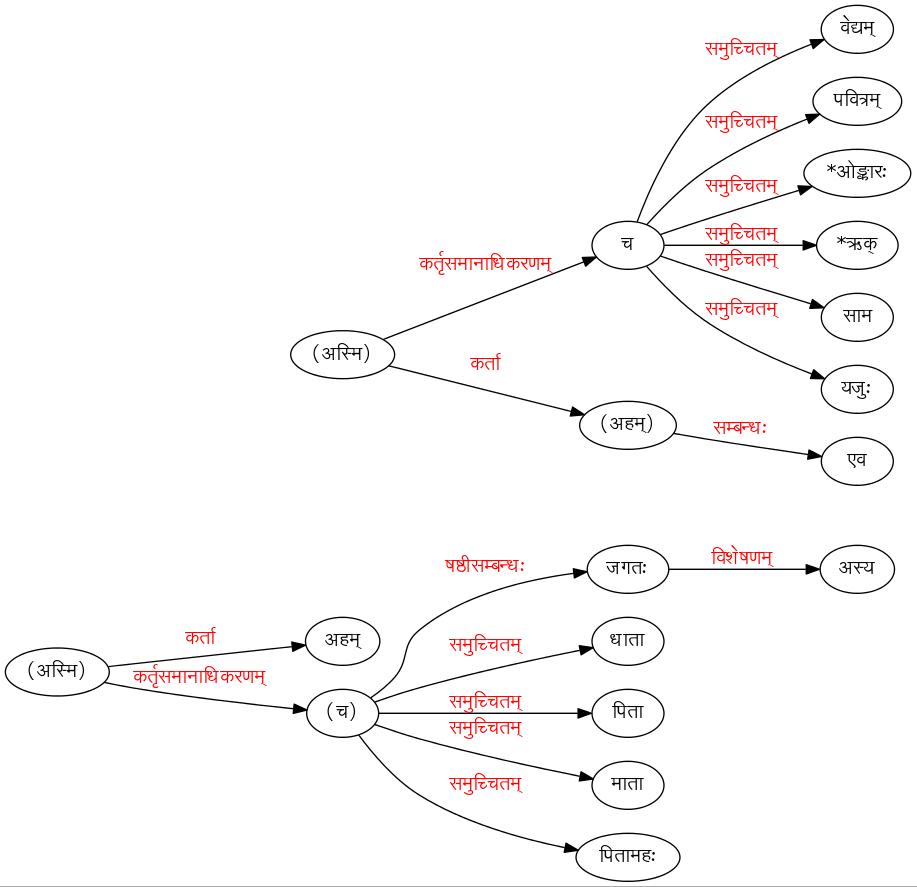 वेद्यम्
समुच्चितम्
पवित्रम्
समुच्चितम्
*ओङ्कारः
समुच्चितम्
समुच्चितम्
च
*ऋक्
समुच्चितम्
कर्तृसमानाधिकरणम्
समुच्चितम्
साम
(अस्मि)
कर्ता
यजुः
(अहम्)
सम्बन्धः
एव
षष्ठीसम्बन्धः
जगतः
विशेषणम्
अस्य
कर्ता
अहम्
समुच्चितम्
धाता
(अस्मि)
कर्तृसमानाधिकरणम्
समुच्चितम्
(च)
पिता
समुच्चितम्
समुच्चितम्
माता
पितामहः